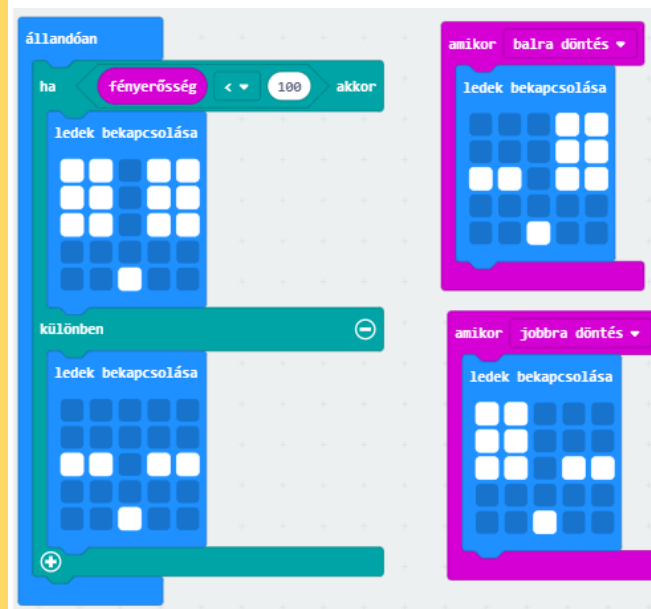 állandóan
ha fényerősség < 100 akkor
ledek bekapcsolása
különben
ledek bekapcsolása
amikor balra döntés
ledek bekapcsolása
amikor jobbra döntés
ledek bekapcsolása